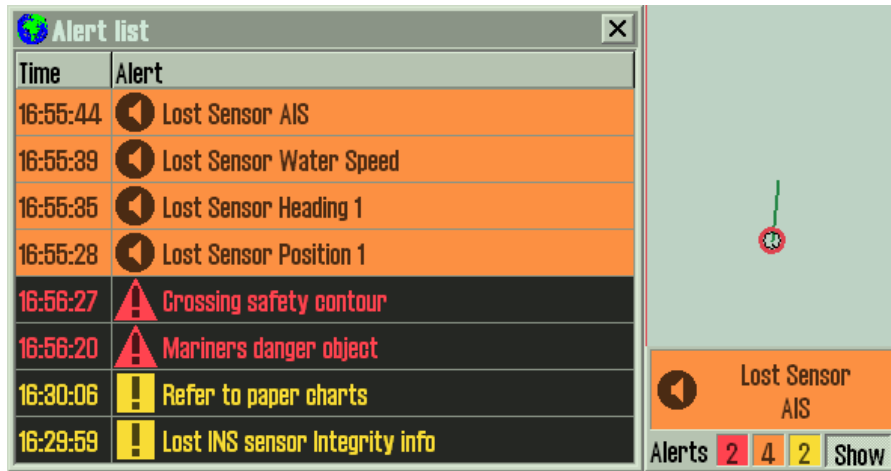 Alert list
Time Alert
16:55:44 Lost Sensor AIS
16:55:39 Lost Sensor Water Speed
16:55:35 Lost Sensor Heading 1
16:55:28 Lost Sensor Position 1
16:56:27 Crossing safety contour
16:56:20 Mariners danger object
16:30:06 Refer to paper charts
16:29:59 Lost INS sensor Integrity info
Lost Sensor
AIS
Alerts 2 4 2 Show